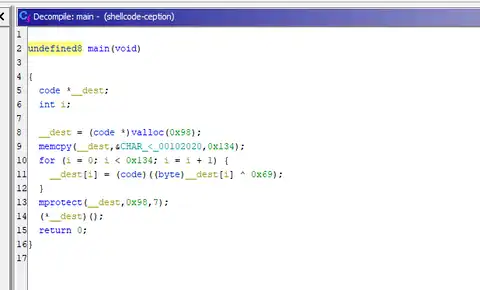 Decompile: main - (shellcode-ception)
1
2 undefined8 main(void)
3
4 {
5 code *__dest;
6 int i;
7
8 __dest = (code *)valloc(0x98);
9 memcpy(__dest,&CHAR_<_00102020,0x134);
10 for (i = 0; i < 0x134; i = i + 1) {
11 __dest[i] = (code)((byte)__dest[i] ^ 0x69);
12 }
13 mprotect(__dest,0x98,7);
14 (*__dest)();
15 return 0;
16 }
17